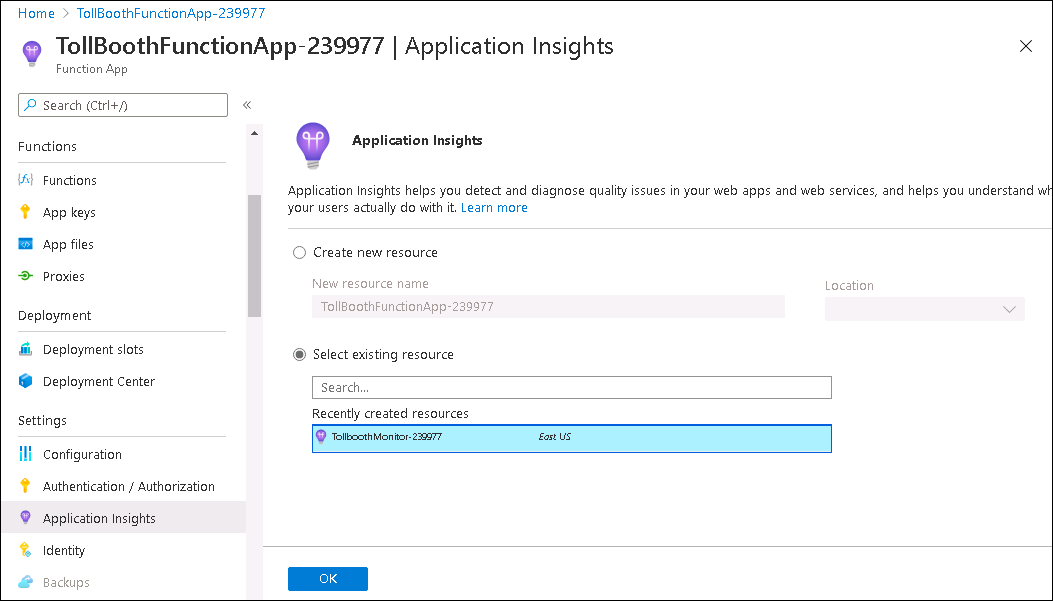 Home > TollBoothFunctionApp-239977
TollBoothFunctionApp-239977 | Application Insights
Function App
Search (Ctrl+/)
«
Functions
Functions
App keys
App files
Proxies
Deployment
Deployment slots
Deployment Center
Settings
Configuration
Authentication / Authorization
Application Insights
Identity
Backups
Application Insights
Application Insights helps you detect and diagnose quality issues in your web apps and web services, and helps you understand
your users actually do with it. Learn more
Create new resource
New resource name
Location
TollBoothFunctionApp-239977
Select existing resource
Search...
Recently created resources
TollboothMonitor-239977 East US
OK